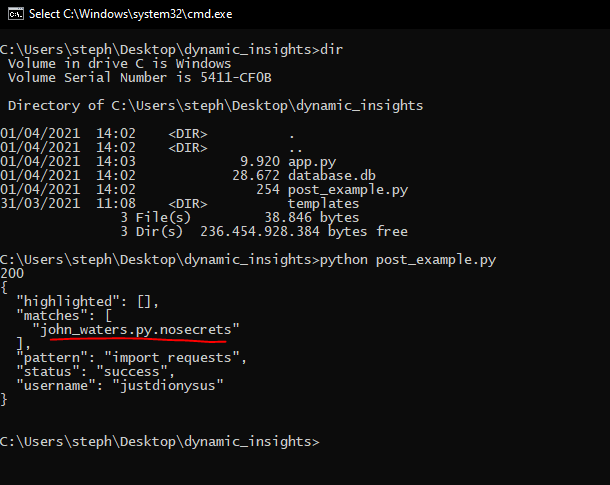 Select C:\Windows\system32\cmd.exe
C:\Users\steph\Desktop\dynamic_insights>dir
 Volume in drive C is Windows
 Volume Serial Number is 5411-CF0B

 Directory of C:\Users\steph\Desktop\dynamic_insights

01/04/2021  14:02    <DIR>          .
01/04/2021  14:02    <DIR>          ..
01/04/2021  14:03             9.920 app.py
01/04/2021  14:02            28.672 database.db
01/04/2021  14:02               254 post_example.py
31/03/2021  11:08    <DIR>          templates
               3 File(s)         38.846 bytes
               3 Dir(s)  236.454.928.384 bytes free

C:\Users\steph\Desktop\dynamic_insights>python post_example.py
200
{
  "highlighted": [],
  "matches": [
    "john_waters.py.nosecrets"
  ],
  "pattern": "import requests",
  "status": "success",
  "username": "justdionysus"
}

C:\Users\steph\Desktop\dynamic_insights>